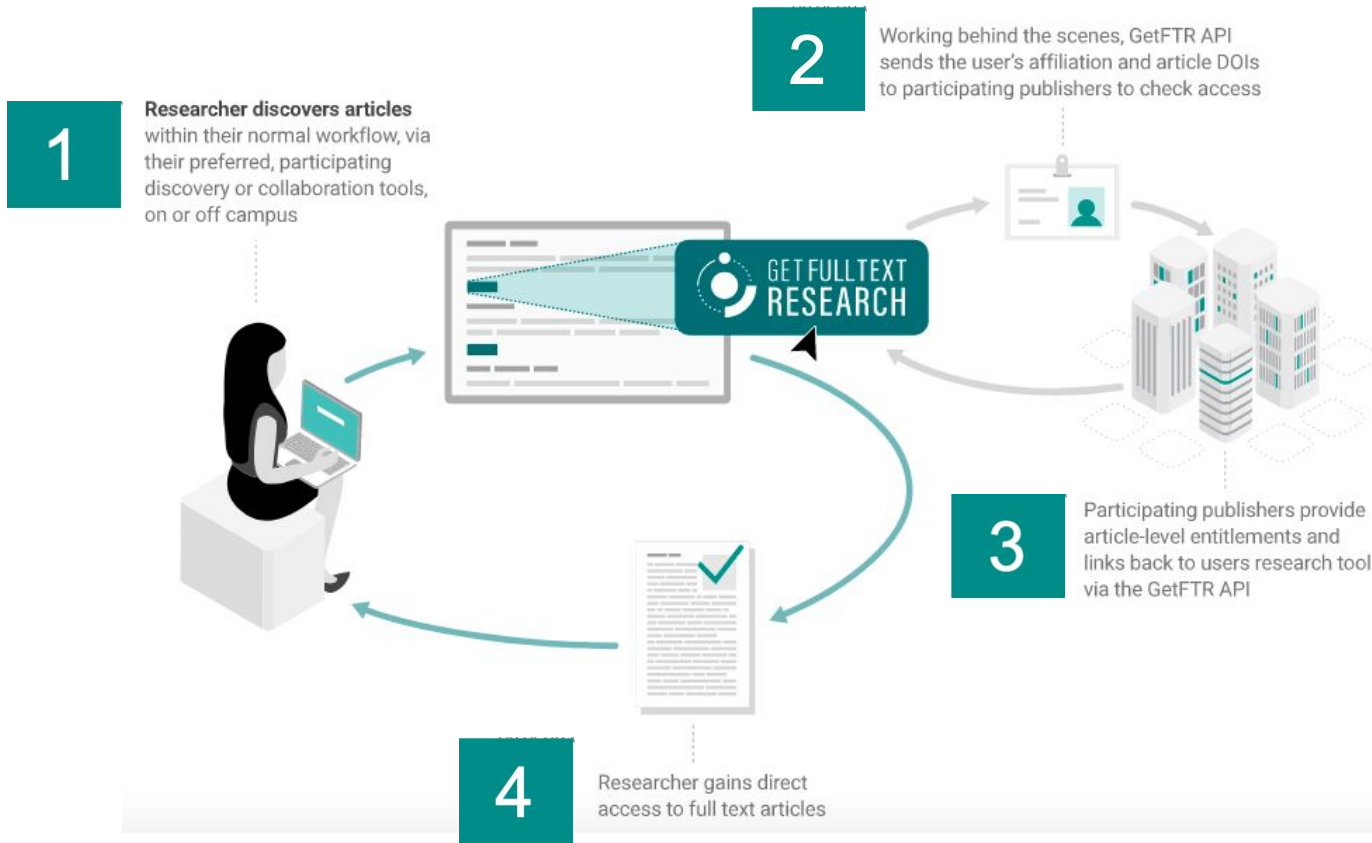 1
Researcher discovers articles
within their normal workflow, via
their preferred, participating
discovery or collaboration tools,
on or off campus
2
Working behind the scenes, GetFTR API
sends the user's affiliation and article DOIs
to participating publishers to check access
GET FULL TEXT
RESEARCH
3
Participating publishers provide
article-level entitlements and
links back to users research tool
via the GetFTR API
4
Researcher gains direct
access to full text articles